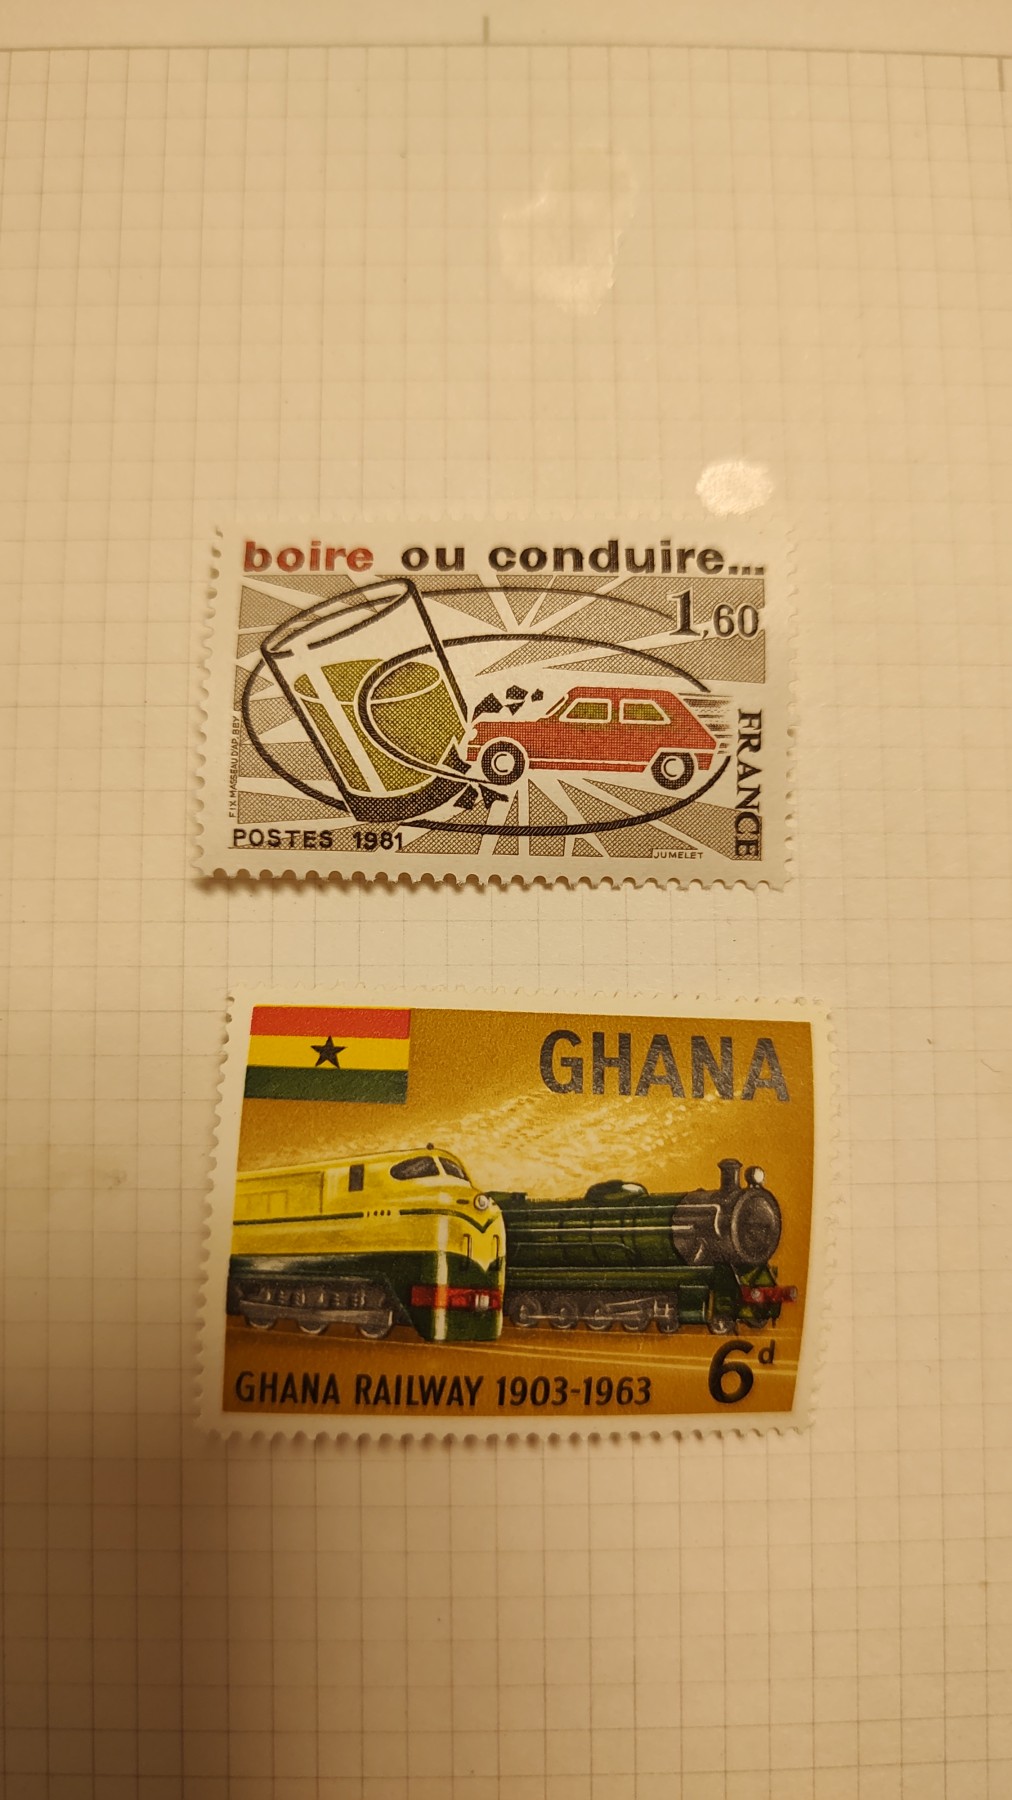 boire ou conduire...
1,60
FRANCE
POSTES 1981
JUMELET
GHANA
GHANA RAILWAY 1903-1963
6d